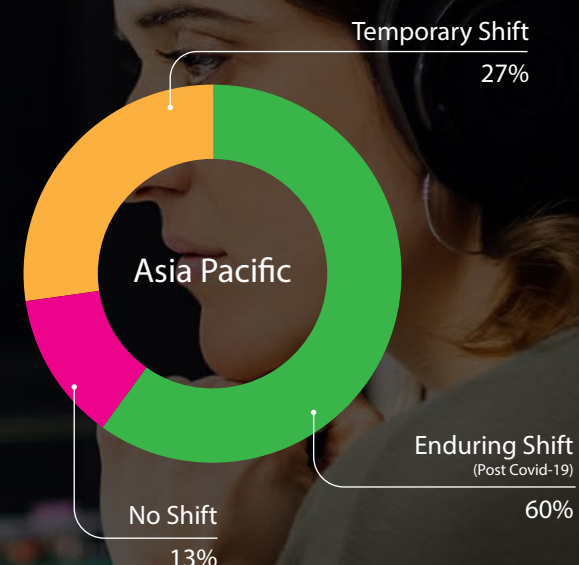 Temporary Shift
27%
Asia Pacific
Enduring Shift
(Post Covid-19)
60%
No Shift
13%